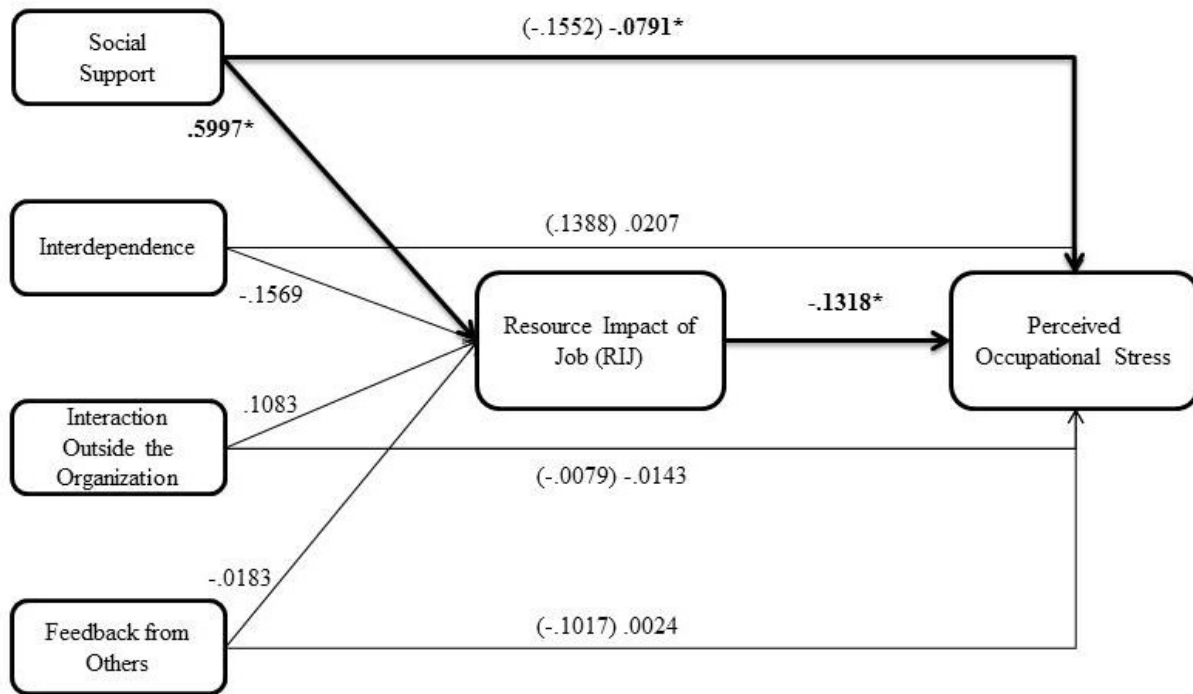 Social
Support
(-.1552) -.0791*
.5997*
Interdependence
(.1388) .0207
-.1569
Resource Impact of
Job (RIJ)
-.1318*
Perceived
Occupational Stress
Interaction
Outside the
Organization
.1083
(-.0079) -.0143
-.0183
Feedback from
Others
(-.1017) .0024